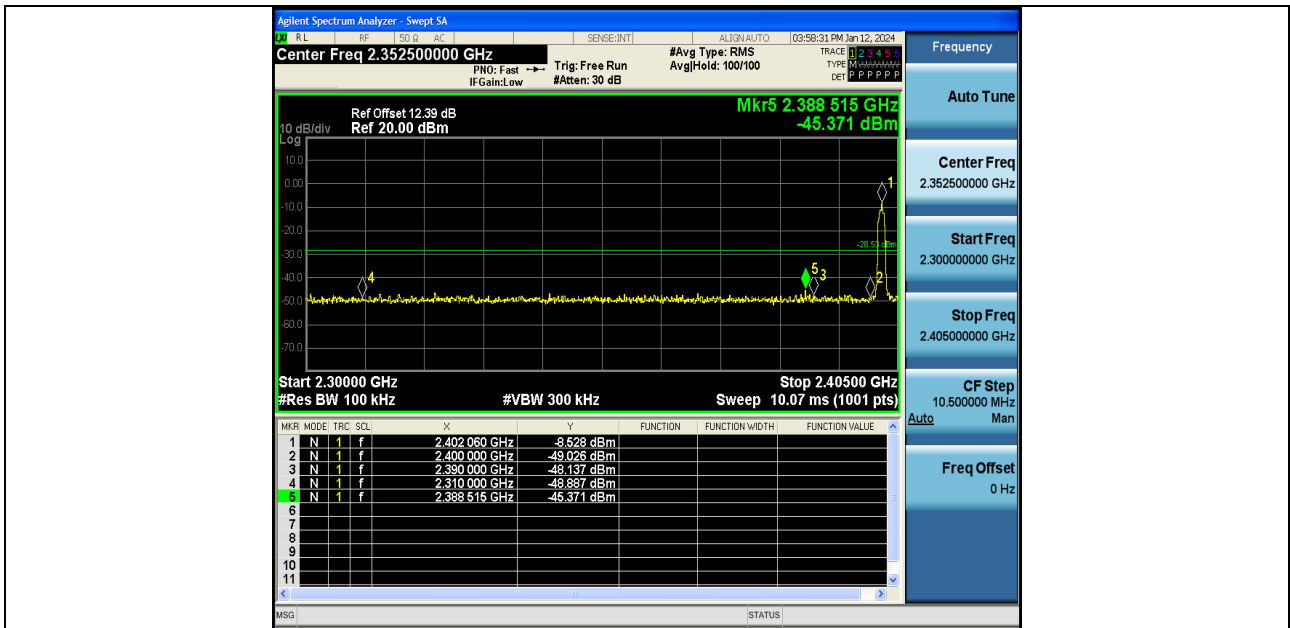 Agilent Spectrum Analyzer - Swept SA
RL RF 50 Ω AC SENSE:INT ALIGN AUTO 03:58:31 PM Jan 12, 2024
Center Freq 2.352500000 GHz
PNO: Fast
IFGain:Low
Trig: Free Run
#Atten: 30 dB
#Avg Type: RMS
Avg|Hold: 100/100
TRACE 1 2 3 4 5 6
TYPE M
DET P P P P P P
Mkr5 2.388 515 GHz
-45.371 dBm
Ref Offset 12.39 dB
10 dB/div Ref 20.00 dBm
Log
10.0
0.00
-10.0
-20.0
-30.0
-40.0
-50.0
-60.0
-70.0
1
-28.53 dBm
4
5
3
2
Start 2.30000 GHz Stop 2.40500 GHz
#Res BW 100 kHz #VBW 300 kHz Sweep 10.07 ms (1001 pts)
MKR MODE TRC SCL X Y FUNCTION FUNCTION WIDTH FUNCTION VALUE
1 N 1 f 2.402 060 GHz -8.528 dBm
2 N 1 f 2.400 000 GHz -49.026 dBm
3 N 1 f 2.390 000 GHz -48.137 dBm
4 N 1 f 2.310 000 GHz -48.887 dBm
5 N 1 f 2.388 515 GHz -45.371 dBm
6
7
8
9
10
11
MSG STATUS
Frequency
Auto Tune
Center Freq
2.352500000 GHz
Start Freq
2.300000000 GHz
Stop Freq
2.405000000 GHz
CF Step
10.500000 MHz
Auto Man
Freq Offset
0 Hz